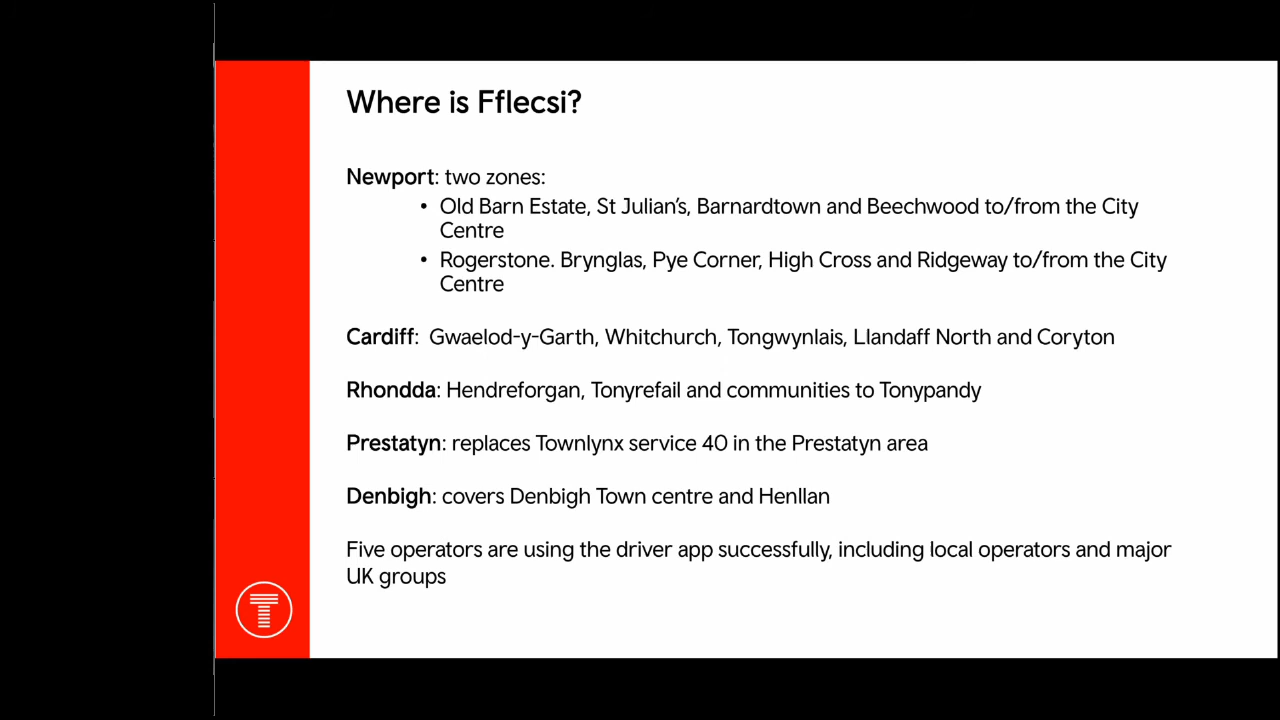 Where is Fflecsi?
Newport: two zones:
• Old Barn Estate, St Julian's, Barnardtown and Beechwood to/from the City
Centre
• Rogerstone. Brynglas, Pye Corner, High Cross and Ridgeway to/from the City
Centre
Cardiff: Gwaelod-y-Garth, Whitchurch, Tongwynlais, Llandaff North and Coryton
Rhondda: Hendreforgan, Tonyrefail and communities to Tonypandy
Prestatyn: replaces Townlynx service 40 in the Prestatyn area
Denbigh: covers Denbigh Town centre and Henllan
Five operators are using the driver app successfully, including local operators and major
UK groups
T